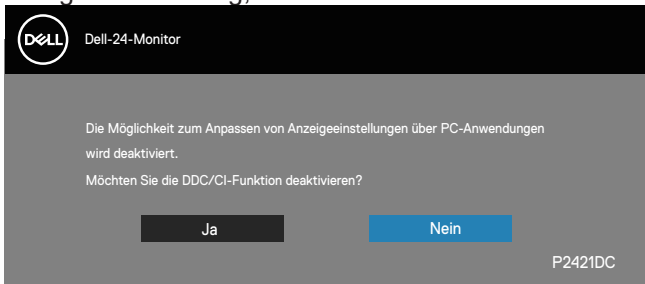 DELL
Dell-24-Monitor
Die Möglichkeit zum Anpassen von Anzeigeeinstellungen über PC-Anwendungen
wird deaktiviert.
Möchten Sie die DDC/CI-Funktion deaktivieren?
Ja Nein
P2421DC